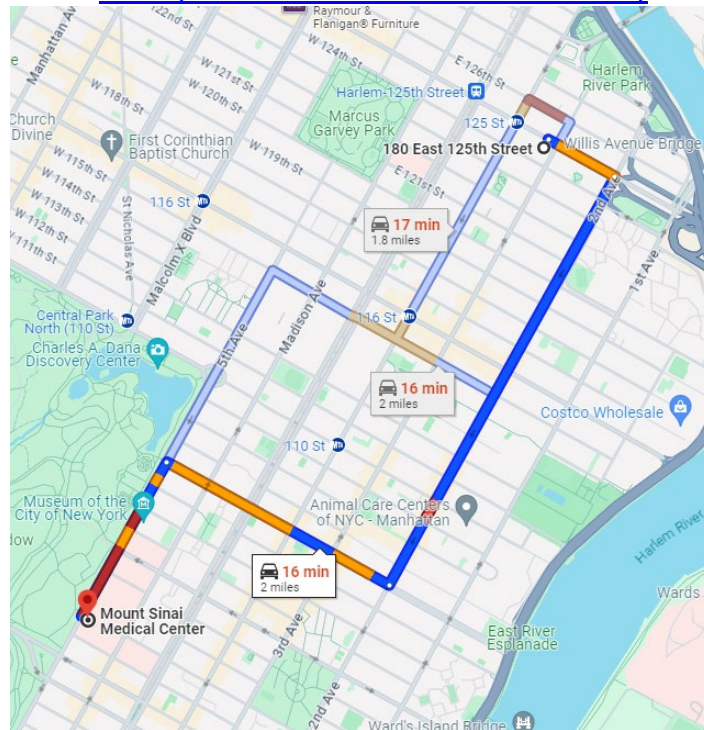 Raymour &
Flanigan® Furniture
122nd St
Manhattan Ave
W 124th St
E 126th St
W 121st St
W 120th St
W 118th St
Harlem-125th Street
Harlem
River Park
Marcus
Garvey Park
125 St
Church
Divine
First Corinthian
Baptist Church
W 119th St
180 East 125th Street
Willis Avenue Bridge
W 115th St
W 114th St
W 113th St
W 112th St
W 111th St
E 121st St
2nd Ave
116 St
St Nicholas Ave
Malcolm X Blvd
17 min
1.8 miles
1st Ave
Central Park
North (110 St)
5th Ave
Madison Ave
116 St
Charles A. Dana
Discovery Center
16 min
2 miles
Costco Wholesale
110 St
Museum of the
City of New York
Animal Care Centers
of NYC - Manhattan
dow
Harlem River
16 min
2 miles
Mount Sinai
Medical Center
3rd Ave
2nd Ave
East River
Esplanade
Wards
Ward's Island Bridge